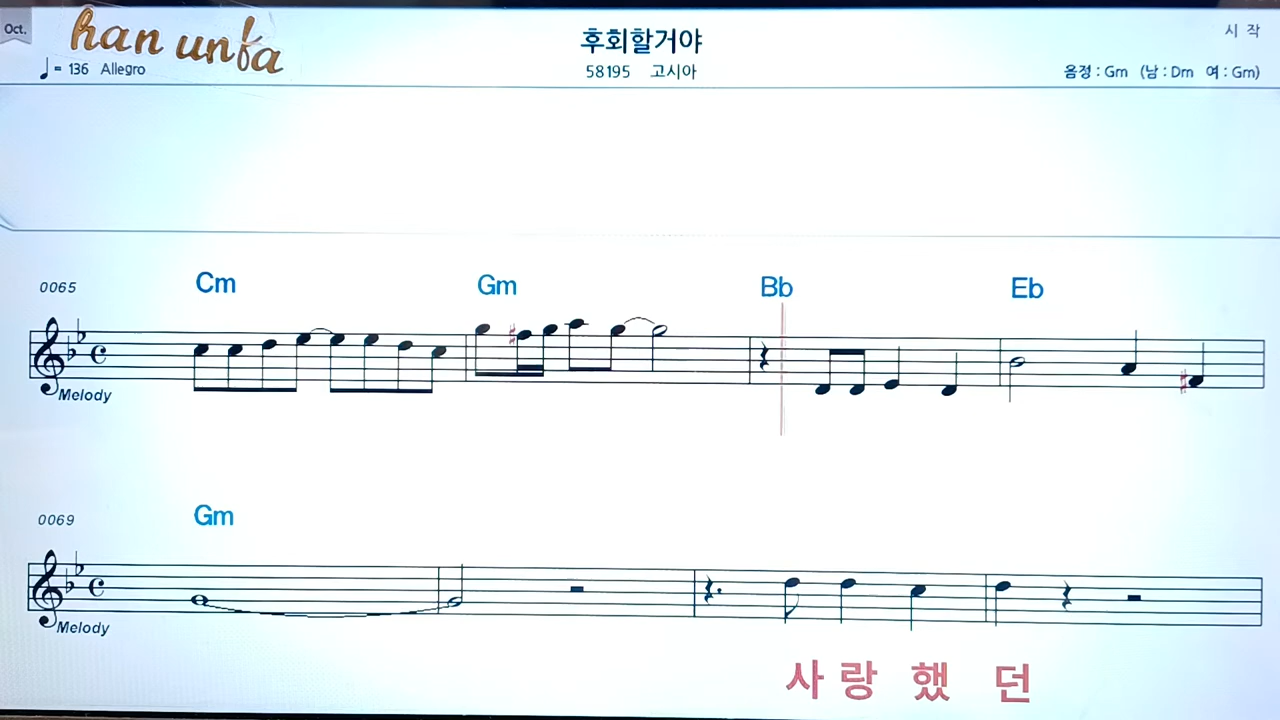 Oct.
han unfa
후회할거야
시 작
♩= 136 Allegro
58195 고시아
음정 : Gm (남 : Dm 여 : Gm)
0065 Cm Gm Bb Eb
Melody
0069 Gm
Melody
사 랑 했 던